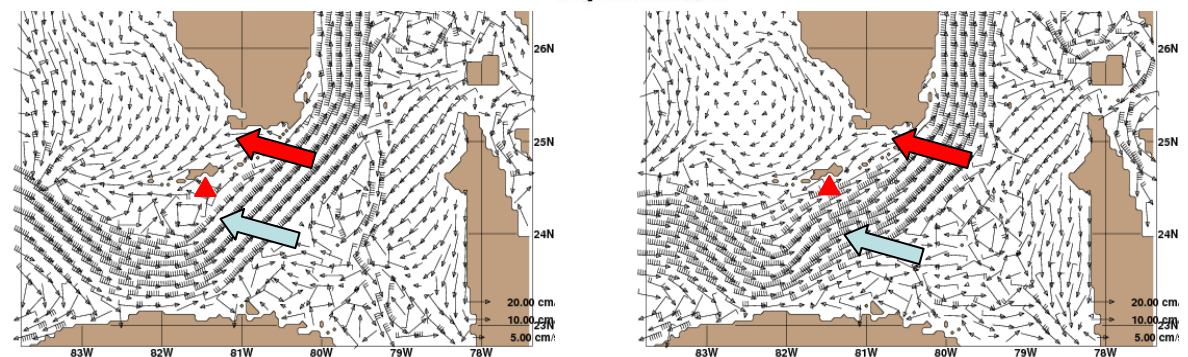 26N
25N
24N
20.00 cm/
10.00 cm/
23N
5.00 cm/s
83W
82W
81W
80W
79W
78W
26N
25N
24N
20.00 cm/
10.00 cm/
23N
5.00 cm/s
83W
82W
81W
80W
79W
78W